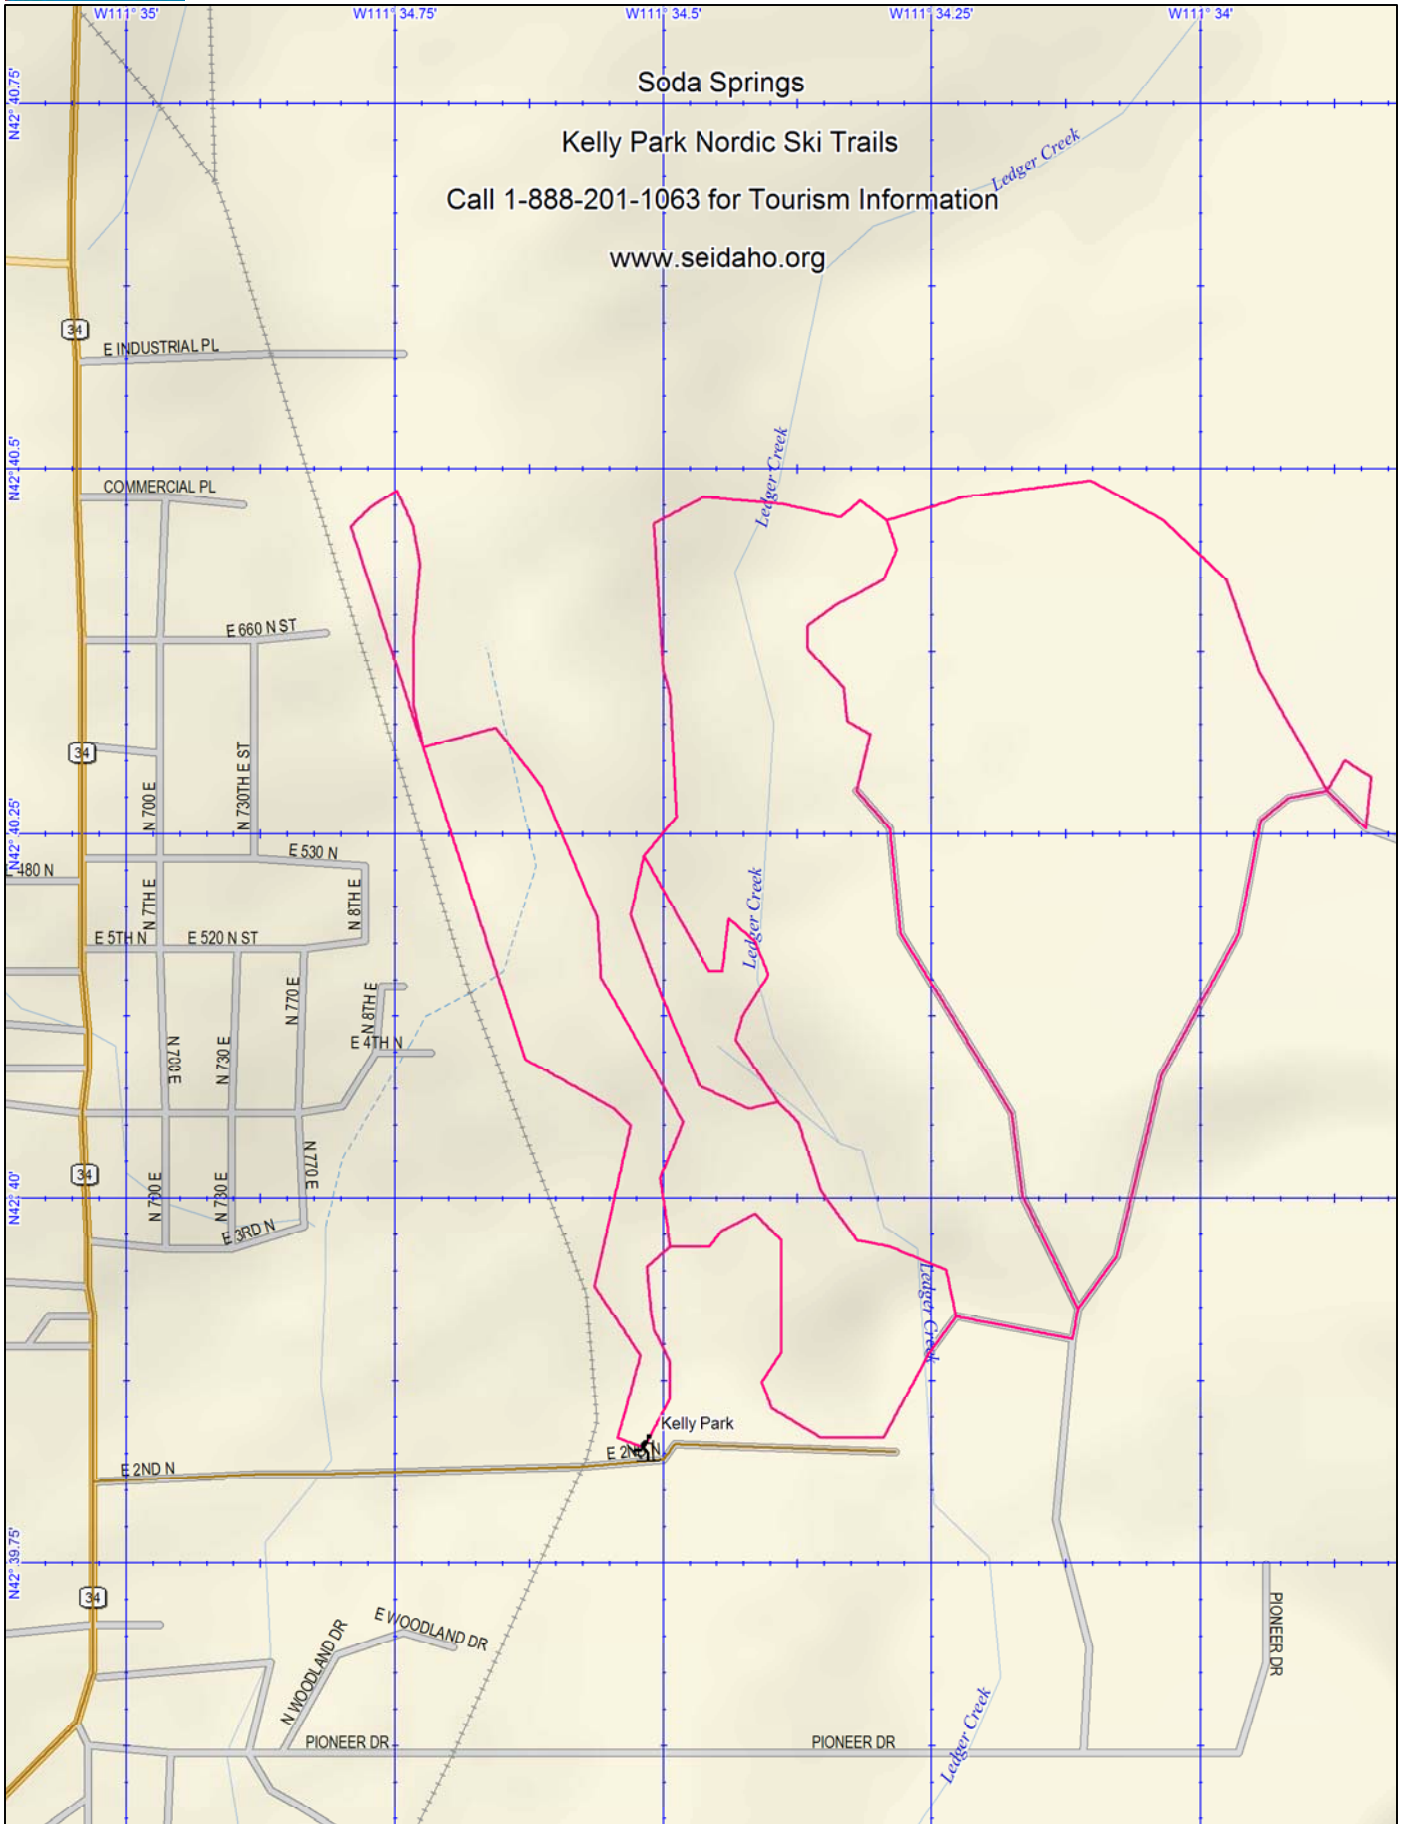 W111° 35'
W111° 34.75'
W111° 34.5'
W111° 34.25'
W111° 34'
N42° 40.75'
Soda Springs
Kelly Park Nordic Ski Trails
Call 1-888-201-1063 for Tourism Information
www.seidaho.org
Ledger Creek
34
E INDUSTRIAL PL
N42° 40.5'
COMMERCIAL PL
Ledger Creek
E 660 N ST
34
N 730TH E ST
N 700 E
N42° 40.25'
E 530 N
480 N
N 7TH E
N 8TH E
Ledger Creek
E 5TH N
E 520 N ST
N 770 E
N 8TH E
E 4TH N
N 700 E
N 730 E
34
N 770 E
N 700 E
N 730 E
N42° 40'
E 3RD N
Ledger Creek
Kelly Park
E 2ND N
E 2ND N
N42° 39.75'
34
E WOODLAND DR
N WOODLAND DR
PIONEER DR
PIONEER DR
PIONEER DR
Ledger Creek